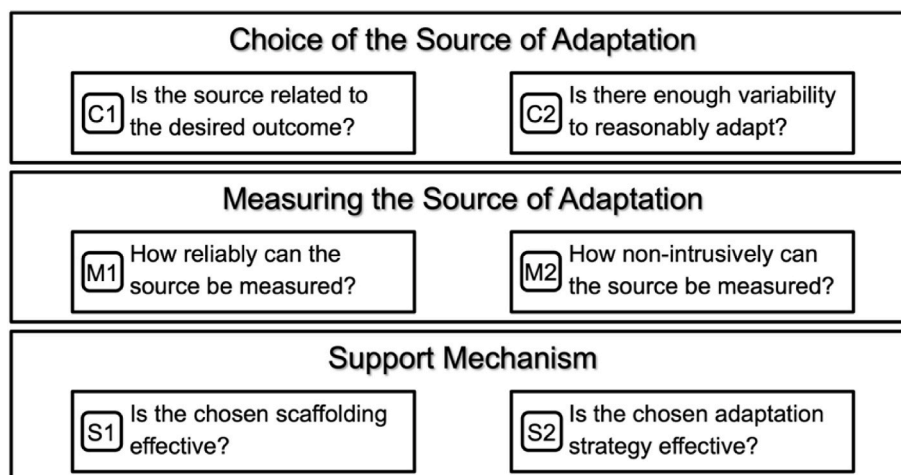 Choice of the Source of Adaptation
C1 Is the source related to
the desired outcome?
C2 Is there enough variability
to reasonably adapt?
Measuring the Source of Adaptation
M1 How reliably can the
source be measured?
M2 How non-intrusively can
the source be measured?
Support Mechanism
S1 Is the chosen scaffolding
effective?
S2 Is the chosen adaptation
strategy effective?